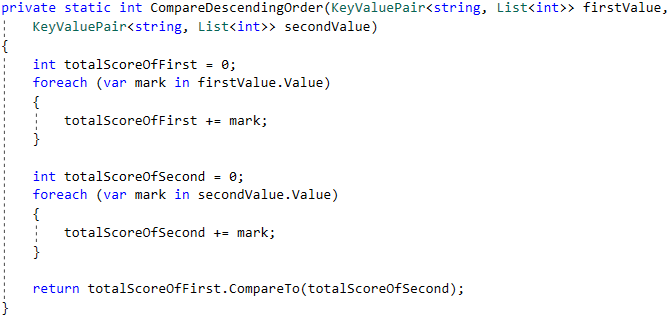 private static int CompareDescendingOrder(KeyValuePair<string, List<int>> firstValue,
    KeyValuePair<string, List<int>> secondValue)
{
    int totalScoreOfFirst = 0;
    foreach (var mark in firstValue.Value)
    {
        totalScoreOfFirst += mark;
    }

    int totalScoreOfSecond = 0;
    foreach (var mark in secondValue.Value)
    {
        totalScoreOfSecond += mark;
    }

    return totalScoreOfFirst.CompareTo(totalScoreOfSecond);
}